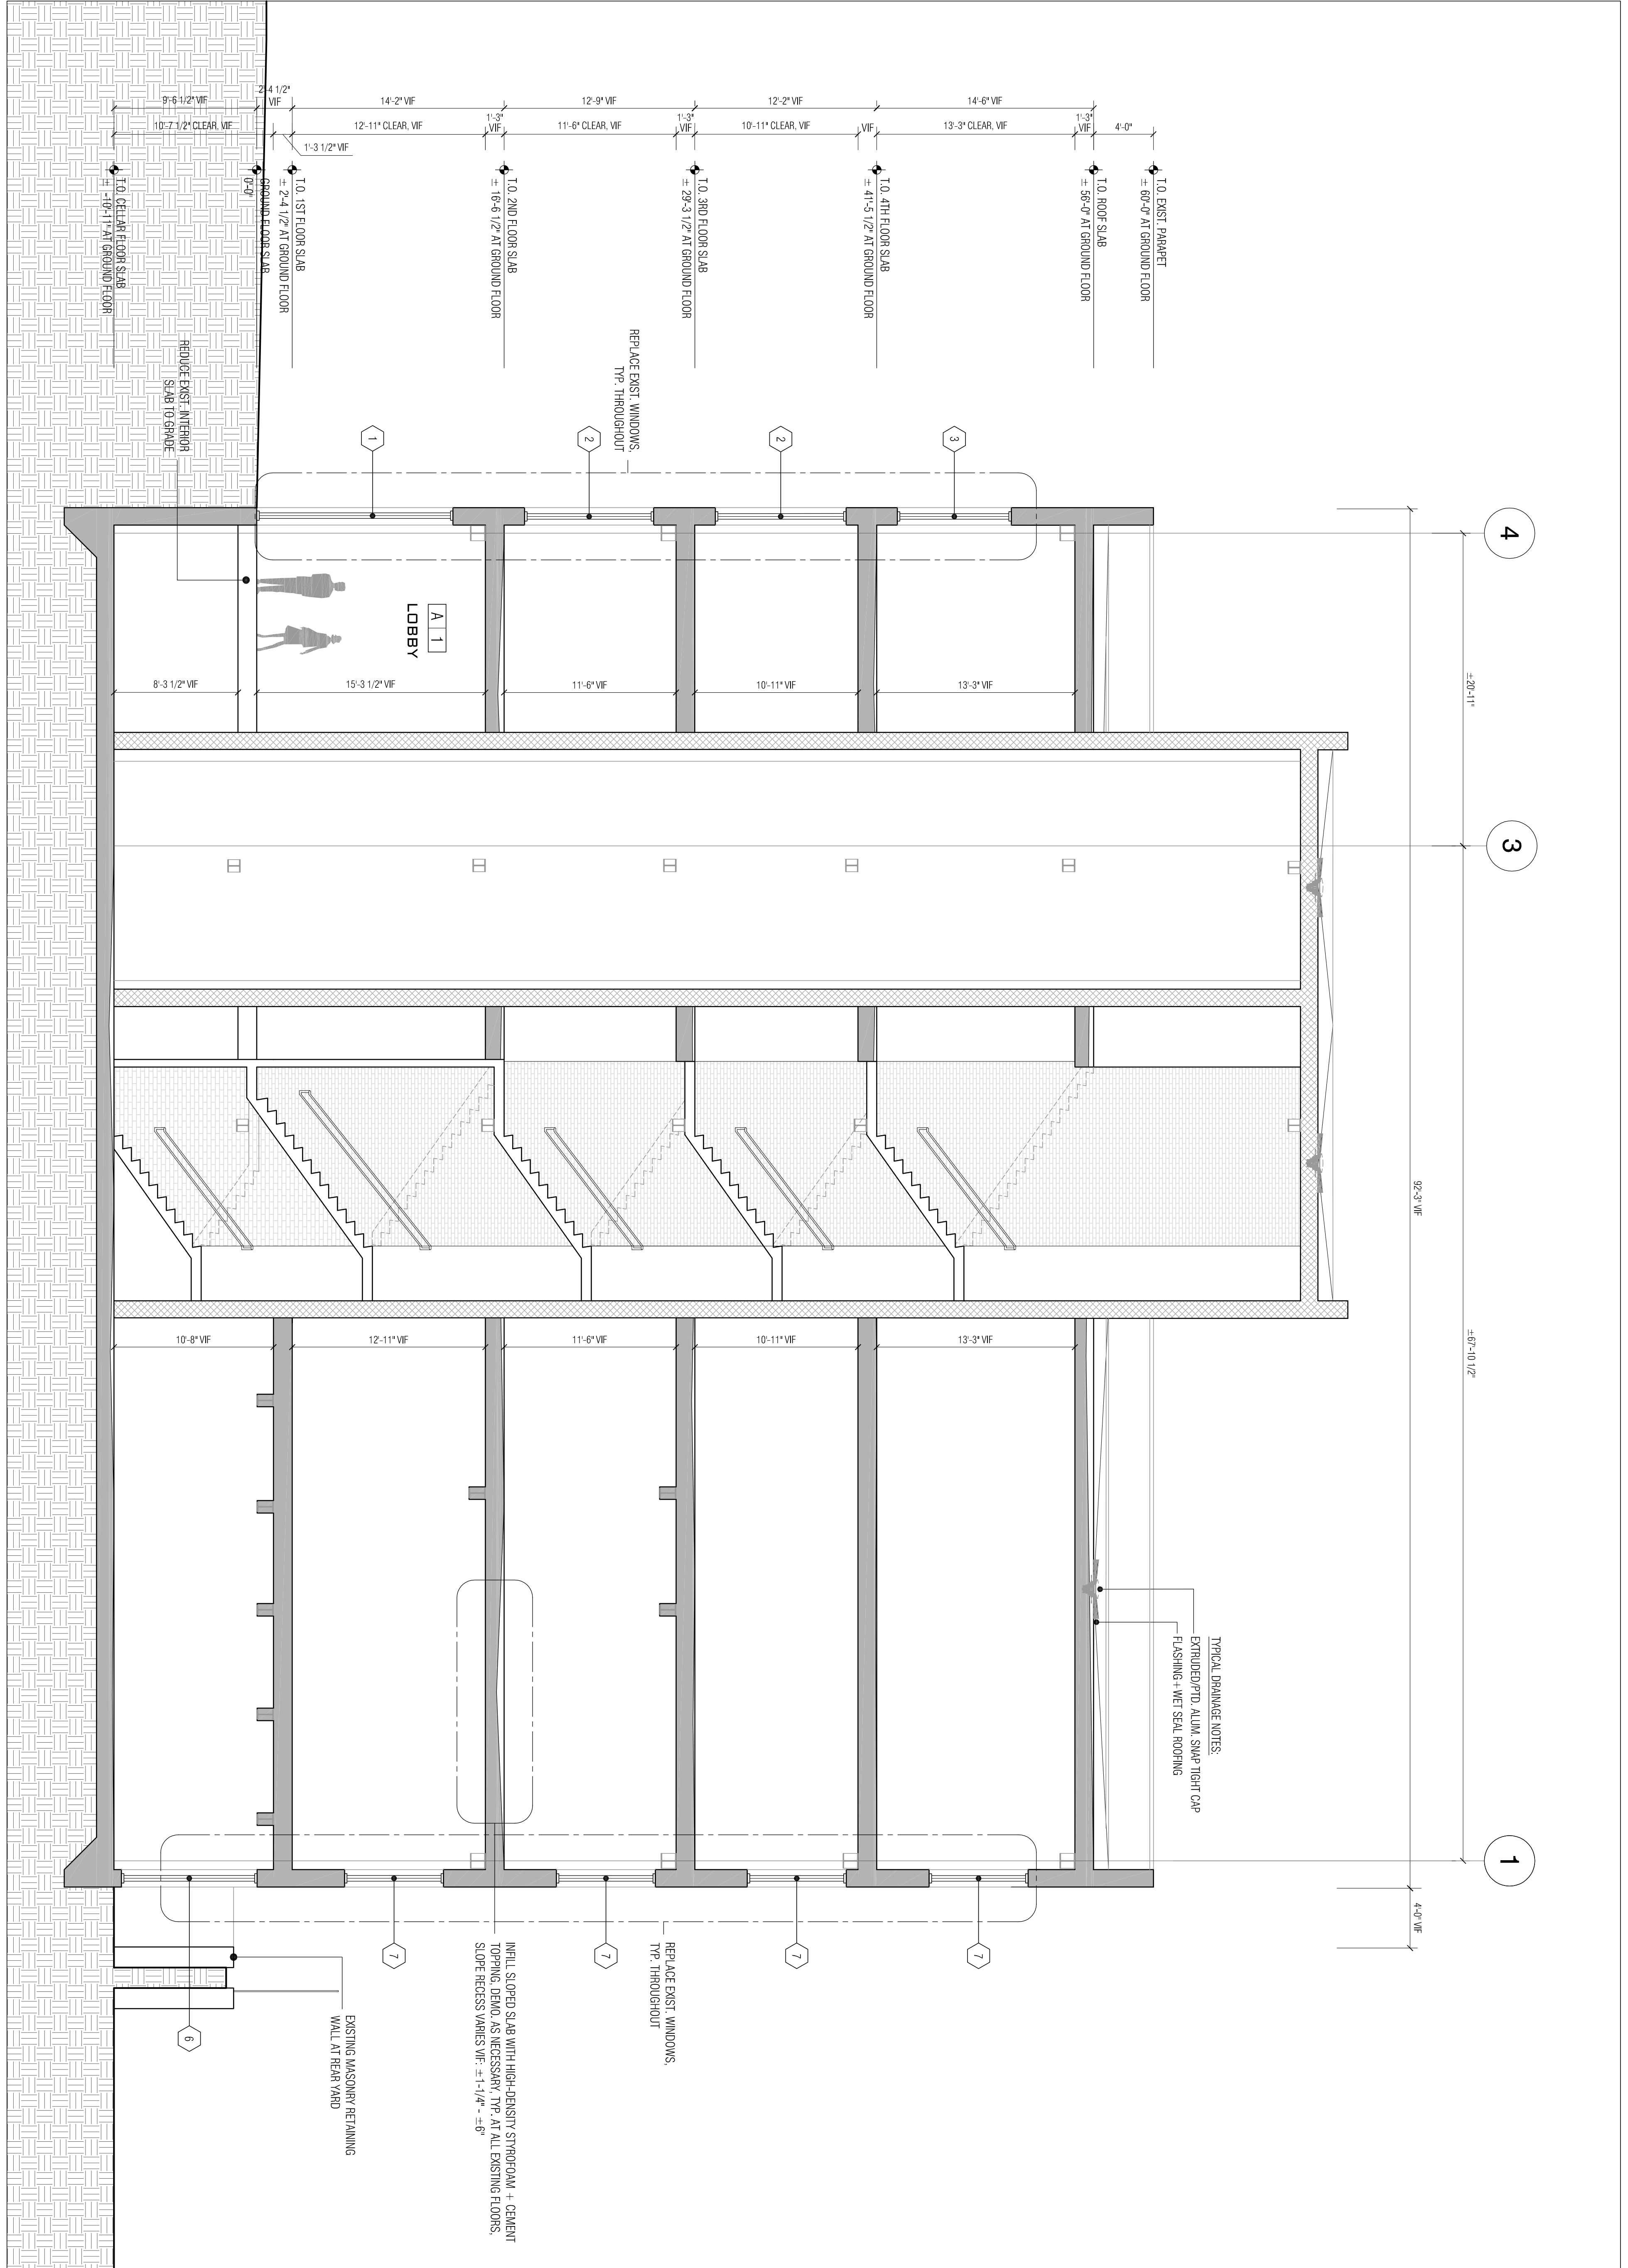 4
3
1
±20'-11"
±67'-10 1/2"
92'-3" VIF
4'-0" VIF
T.O. EXIST. PARAPET
± 60'-0" AT GROUND FLOOR
T.O. ROOF SLAB
± 56'-0" AT GROUND FLOOR
T.O. 4TH FLOOR SLAB
± 41'-5 1/2" AT GROUND FLOOR
T.O. 3RD FLOOR SLAB
± 29'-3 1/2" AT GROUND FLOOR
T.O. 2ND FLOOR SLAB
± 16'-6 1/2" AT GROUND FLOOR
T.O. 1ST FLOOR SLAB
± 2'-4 1/2" AT GROUND FLOOR
GROUND FLOOR SLAB
0'-0"
T.O. CELLAR FLOOR SLAB
± -10'-11" AT GROUND FLOOR
4'-0"
14'-6" VIF
1'-3"
VIF
13'-3" CLEAR, VIF
12'-2" VIF
VIF
10'-11" CLEAR, VIF
12'-9" VIF
1'-3"
VIF
11'-6" CLEAR, VIF
14'-2" VIF
1'-3"
VIF
12'-11" CLEAR, VIF
2'-4 1/2"
VIF
1'-3 1/2" VIF
9'-6 1/2" VIF
10'-7 1/2" CLEAR, VIF
REPLACE EXIST. WINDOWS,
TYP. THROUGHOUT
3
2
2
1
REDUCE EXIST. INTERIOR
SLAB TO GRADE
A 1
LOBBY
13'-3" VIF
10'-11" VIF
11'-6" VIF
15'-3 1/2" VIF
8'-3 1/2" VIF
13'-3" VIF
10'-11" VIF
11'-6" VIF
12'-11" VIF
10'-8" VIF
TYPICAL DRAINAGE NOTES:
EXTRUDED/PTD. ALUM. SNAP TIGHT CAP
FLASHING+WET SEAL ROOFING
7
7
7
7
6
REPLACE EXIST. WINDOWS,
TYP. THROUGHOUT
INFILL SLOPED SLAB WITH HIGH-DENSITY STYROFOAM + CEMENT
TOPPING, DEMO. AS NECESSARY, TYP. AT ALL EXISTING FLOORS,
SLOPE RECESS VARIES VIF: ±1-1/4" - ±6"
EXISTING MASONRY RETAINING
WALL AT REAR YARD